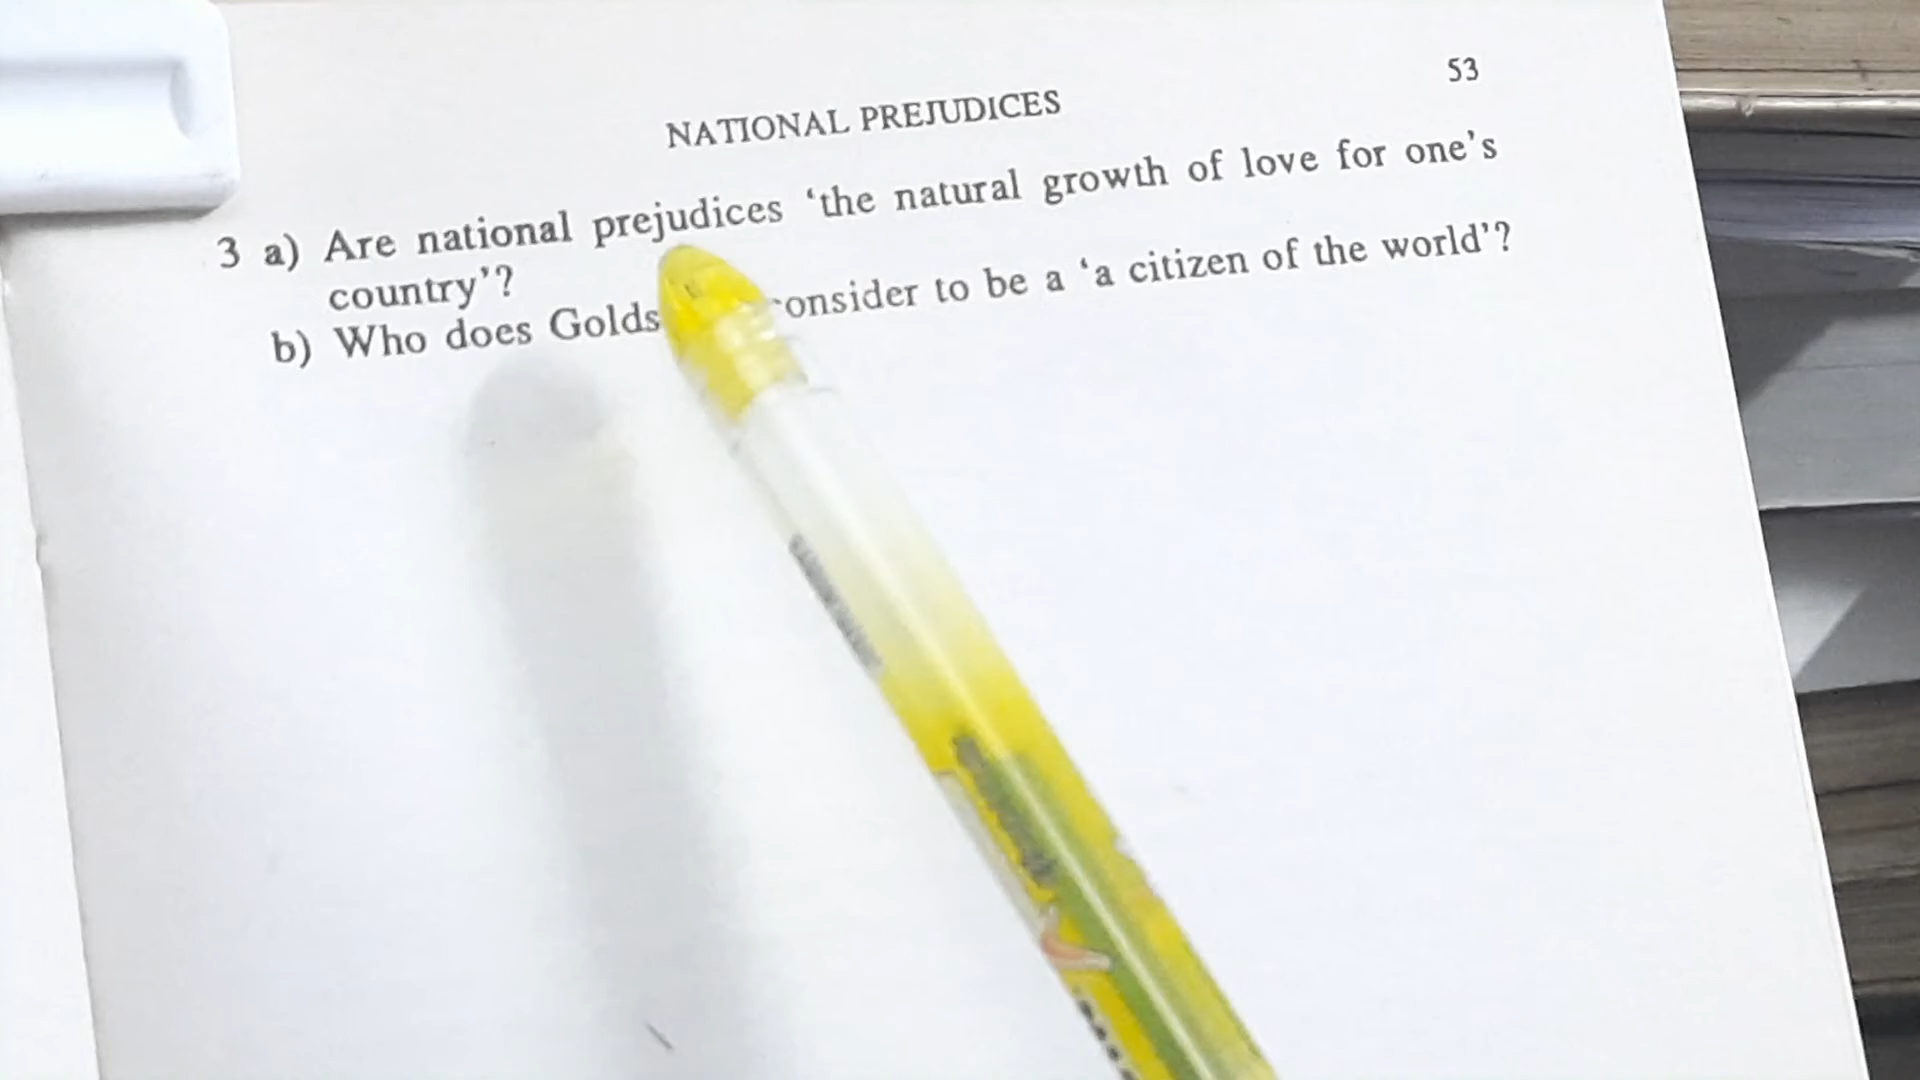 53
NATIONAL PREJUDICES
3 a) Are national prejudices ‘the natural growth of love for one’s
country’?
b) Who does Golds onsider to be a ‘a citizen of the world’?